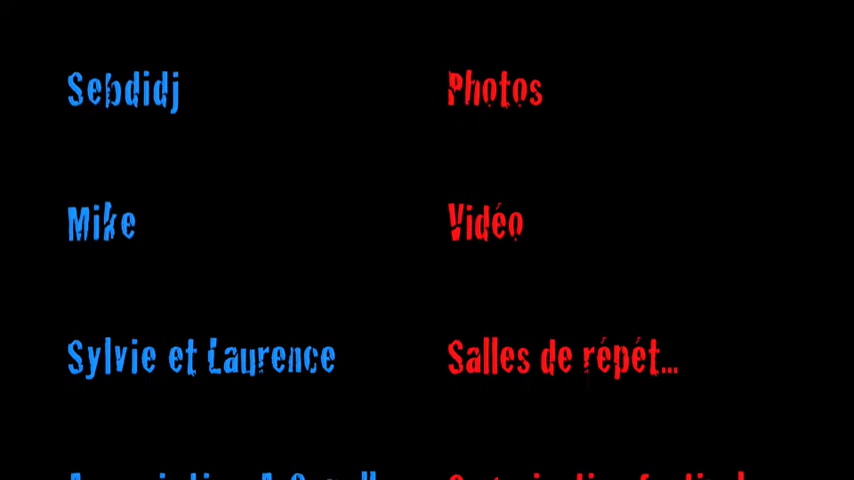 Sebdidj Photos
Mike Vidéo
Sylvie et Laurence Salles de répét...